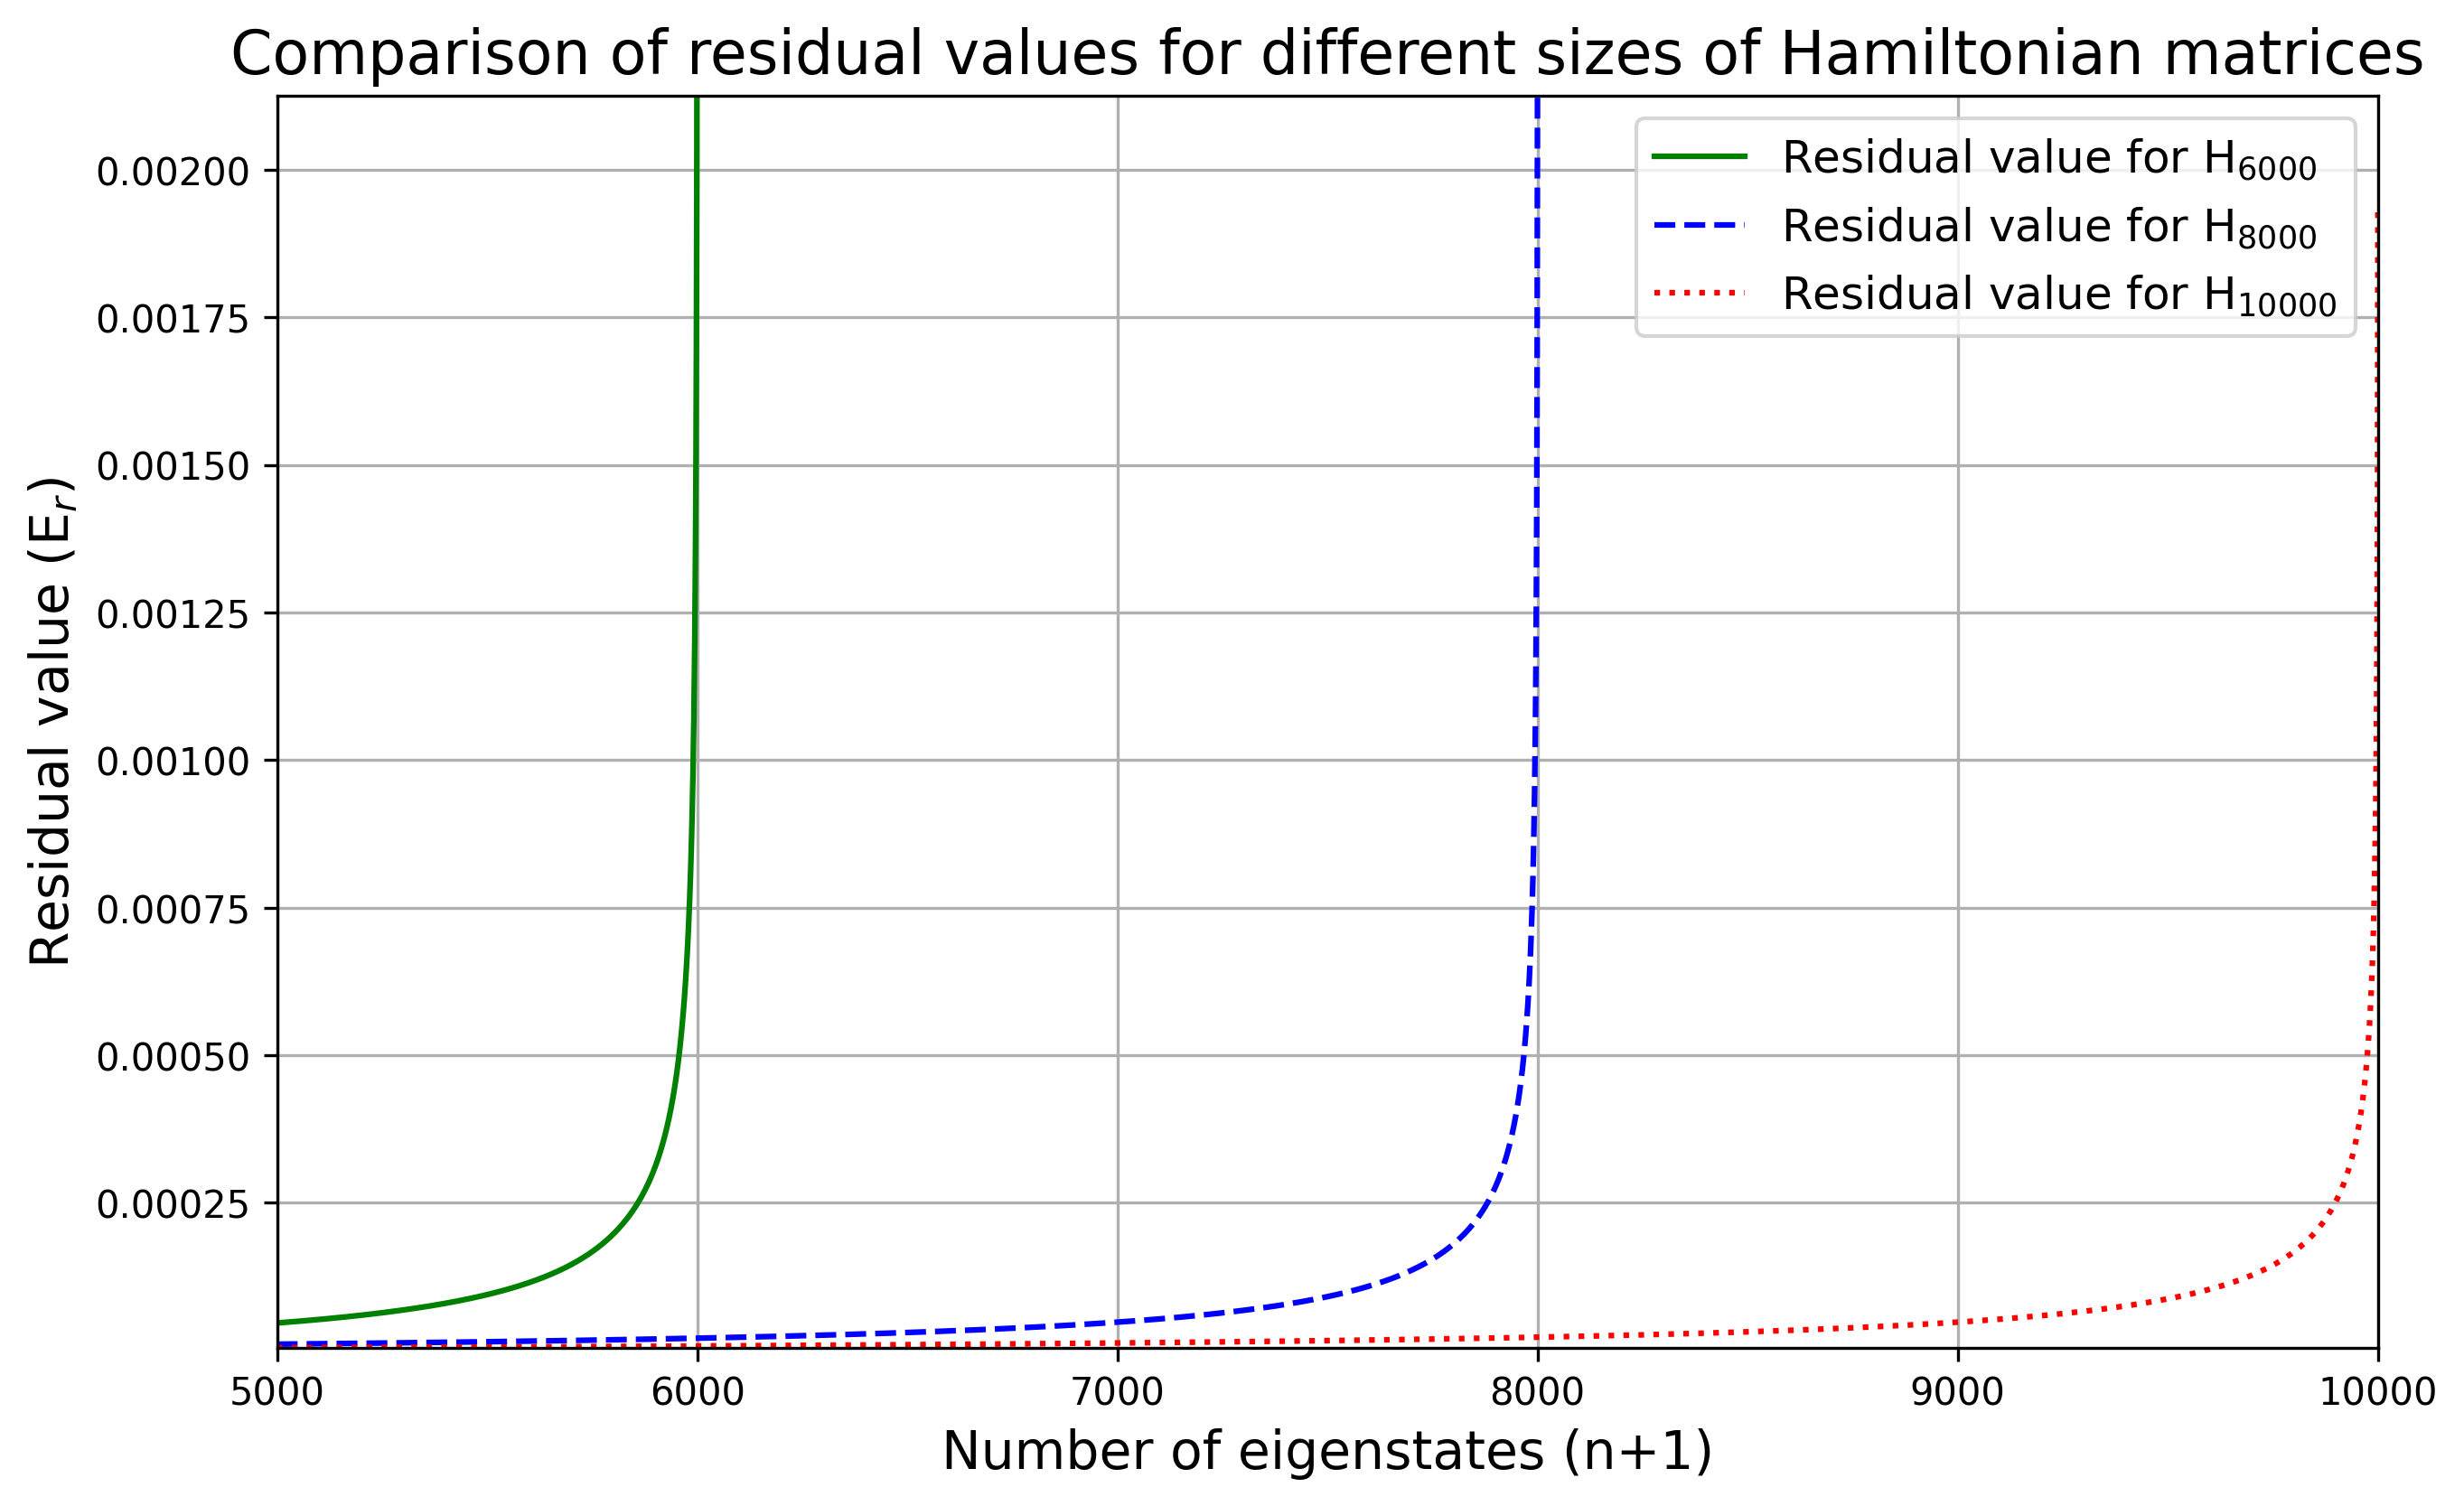 Comparison of residual values for different sizes of Hamiltonian matrices
Residual value for H₆₀₀₀
Residual value for H₈₀₀₀
Residual value for H₁₀₀₀₀
Residual value (Eᵣ)
0.00200
0.00175
0.00150
0.00125
0.00100
0.00075
0.00050
0.00025
5000 6000 7000 8000 9000 10000
Number of eigenstates (n+1)